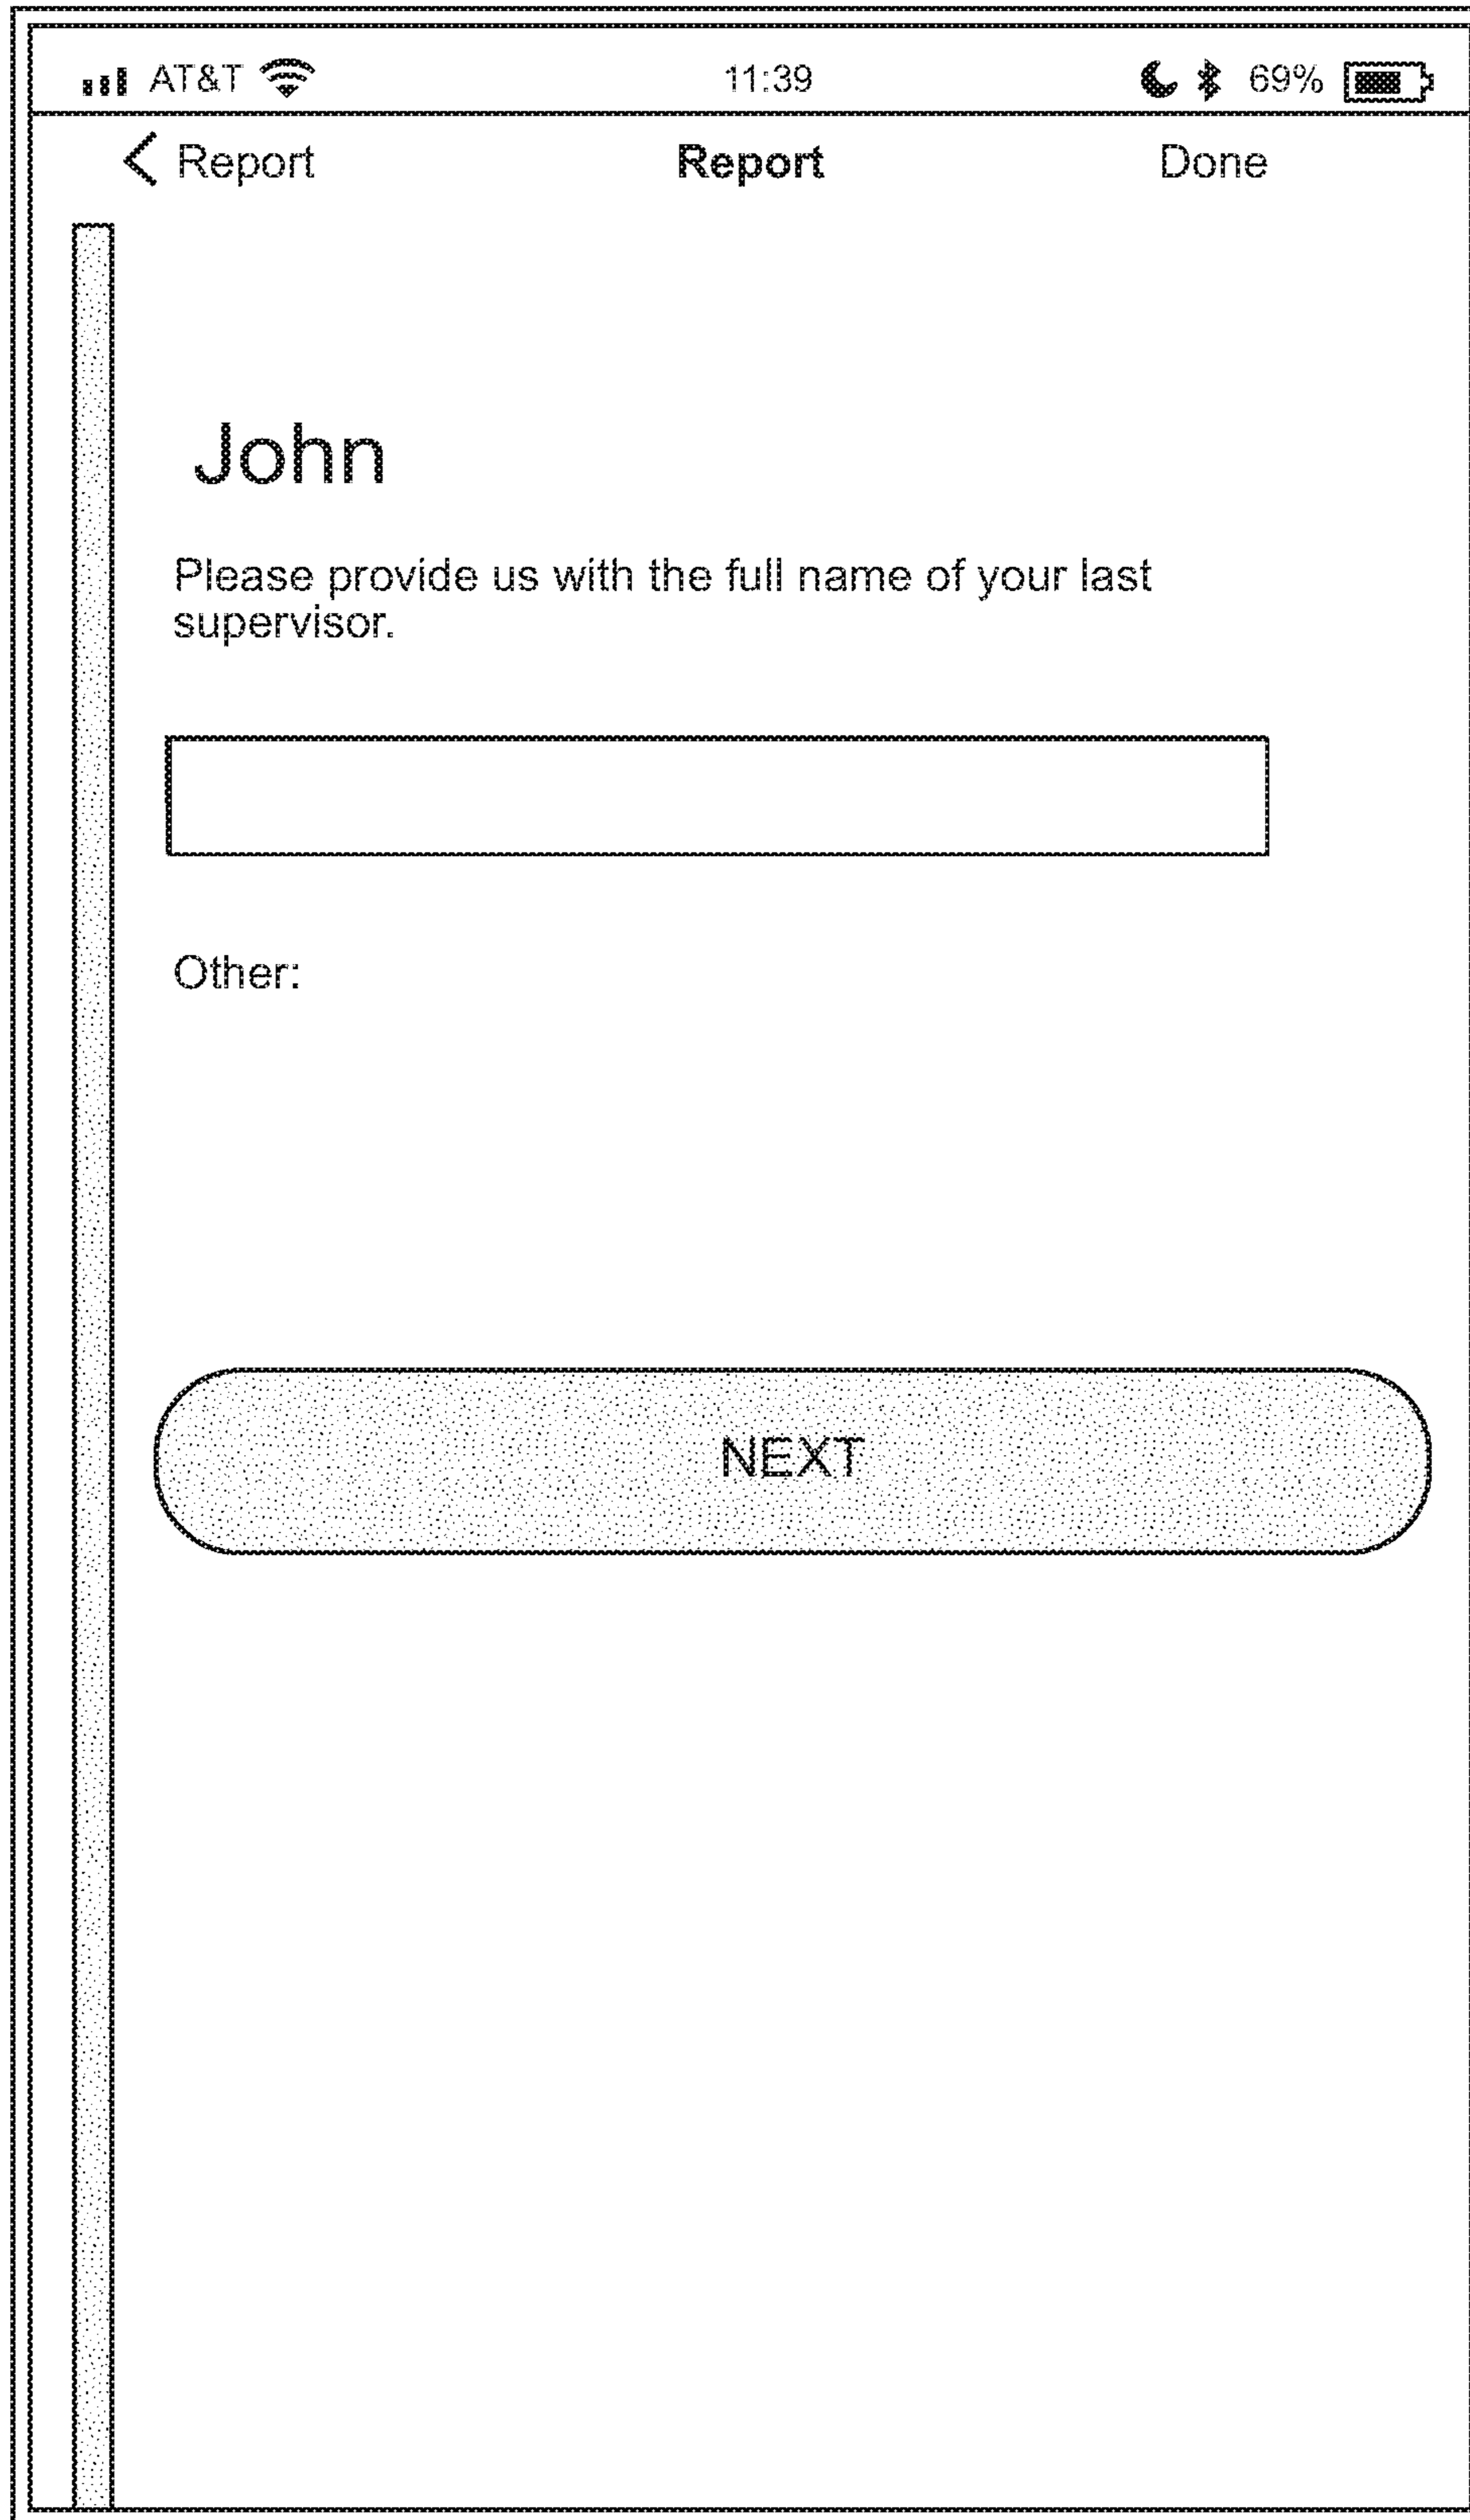 AT&T 11:39 69%
Report Report Done
John
Please provide us with the full name of your last
supervisor.
Other:
NEXT